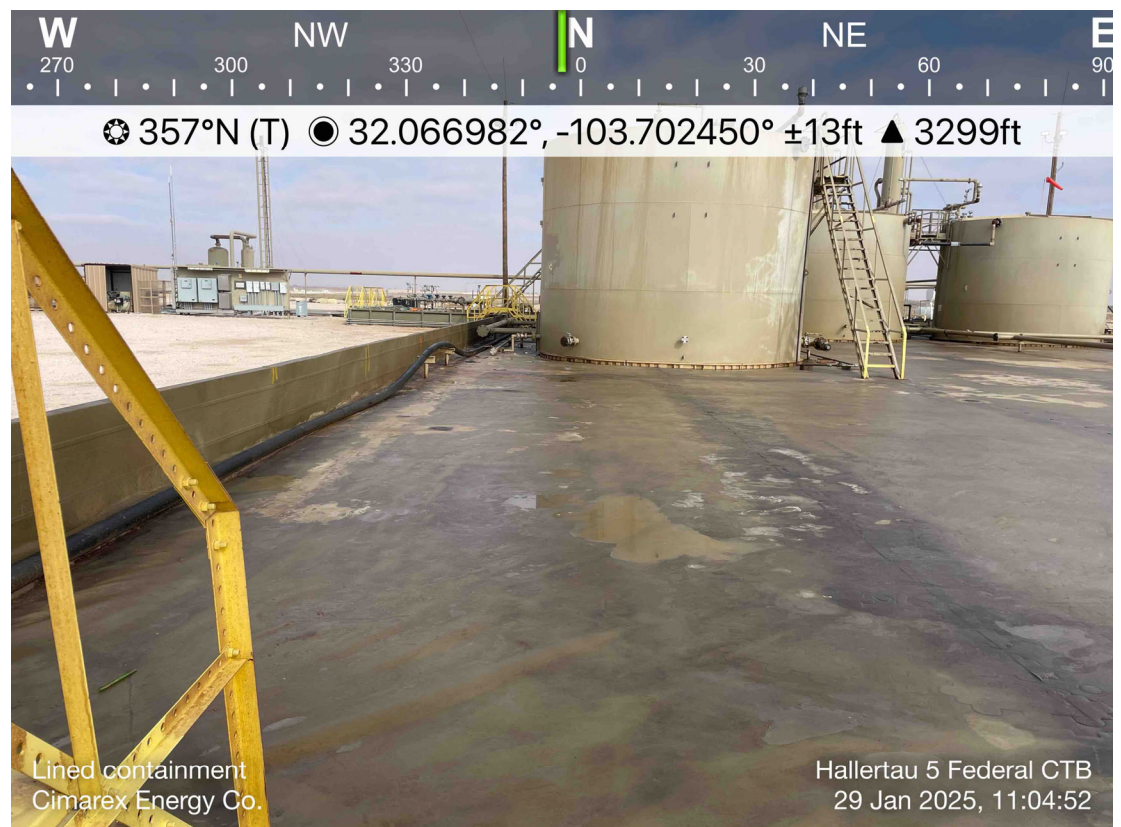 W NW N NE E
270 300 330 0 30 60 90
357°N (T) 32.066982°, -103.702450° ±13ft ▲ 3299ft
Lined containment
Cimarex Energy Co.
Hallertau 5 Federal CTB
29 Jan 2025, 11:04:52